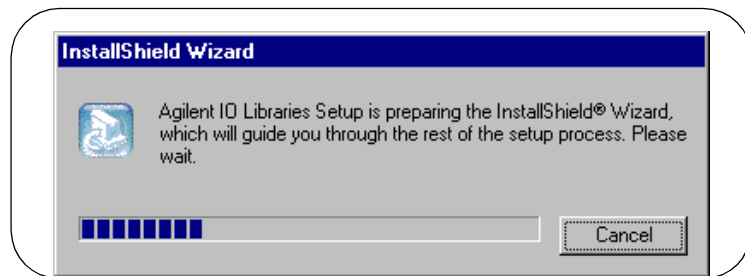 InstallShield Wizard
Agilent IO Libraries Setup is preparing the InstallShield® Wizard,
which will guide you through the rest of the setup process. Please
wait.
Cancel